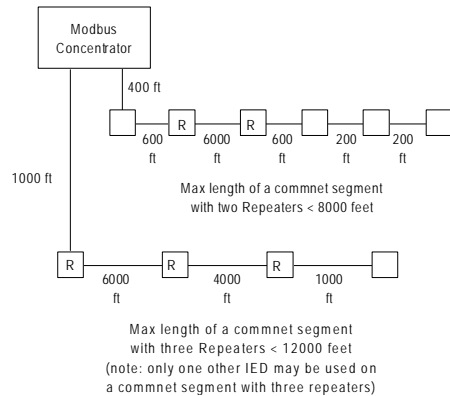 Modbus
Concentrator
400 ft
R
R
600
ft
6000
ft
600
ft
200
ft
200
ft
1000 ft
Max length of a commnet segment
with two Repeaters < 8000 feet
R
R
R
6000
ft
4000
ft
1000
ft
Max length of a commnet segment
with three Repeaters < 12000 feet
(note: only one other IED may be used on
a commnet segment with three repeaters)